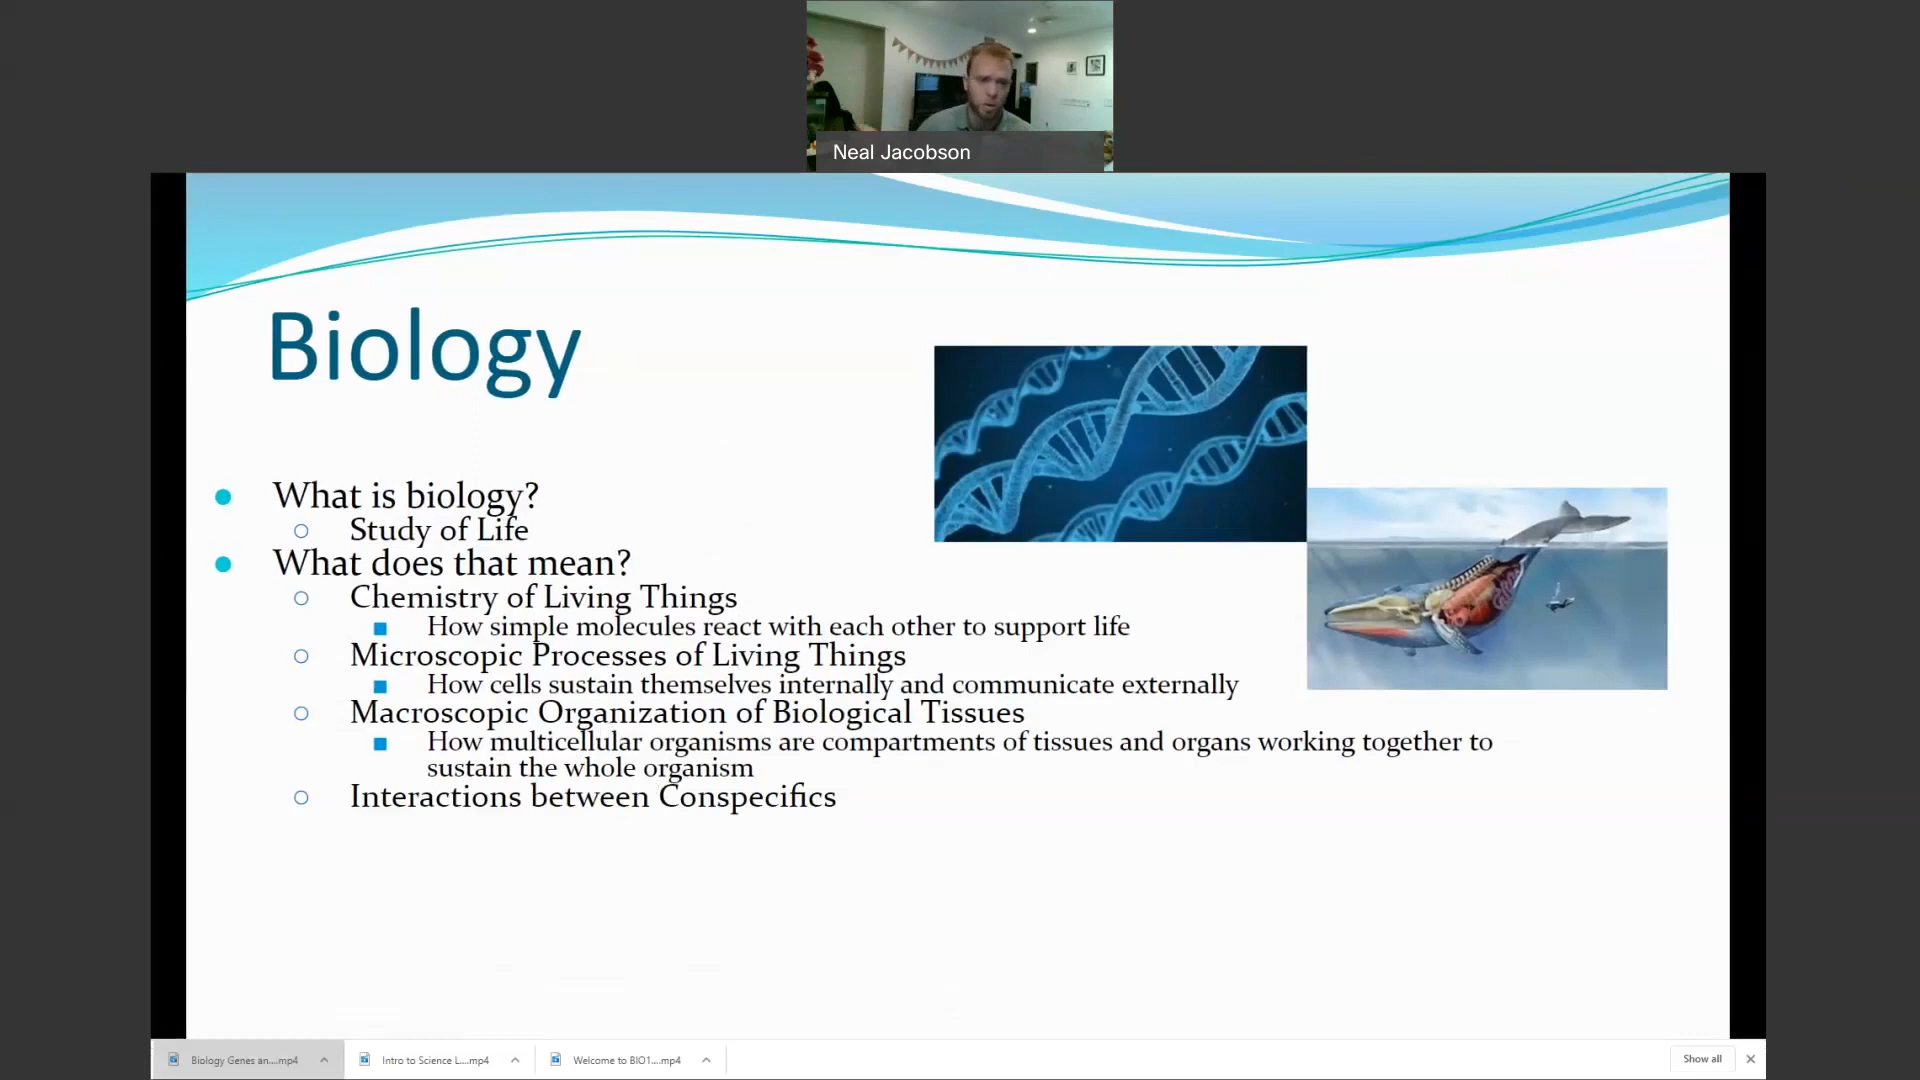 Neal Jacobson
Biology
What is biology?
Study of Life
What does that mean?
Chemistry of Living Things
How simple molecules react with each other to support life
Microscopic Processes of Living Things
How cells sustain themselves internally and communicate externally
Macroscopic Organization of Biological Tissues
How multicellular organisms are compartments of tissues and organs working together to
sustain the whole organism
Interactions between Conspecifics
Biology Genes an....mp4
Intro to Science L....mp4
Welcome to BIO1....mp4
Show all